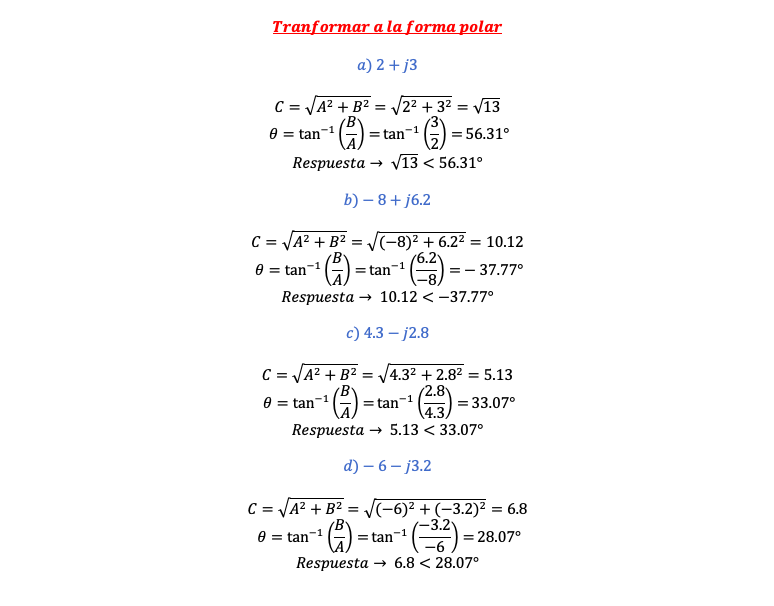 Tranformar a la forma polar
a) 2 + j3
C = √(A² + B²) = √(2² + 3²) = √13
θ = tan⁻¹(B/A) = tan⁻¹(3/2) = 56.31°
Respuesta → √13 < 56.31°
b) − 8 + j6.2
C = √(A² + B²) = √((−8)² + 6.2²) = 10.12
θ = tan⁻¹(B/A) = tan⁻¹(6.2/−8) = − 37.77°
Respuesta → 10.12 < −37.77°
c) 4.3 − j2.8
C = √(A² + B²) = √(4.3² + 2.8²) = 5.13
θ = tan⁻¹(B/A) = tan⁻¹(2.8/4.3) = 33.07°
Respuesta → 5.13 < 33.07°
d) − 6 − j3.2
C = √(A² + B²) = √((−6)² + (−3.2)²) = 6.8
θ = tan⁻¹(B/A) = tan⁻¹(−3.2/−6) = 28.07°
Respuesta → 6.8 < 28.07°